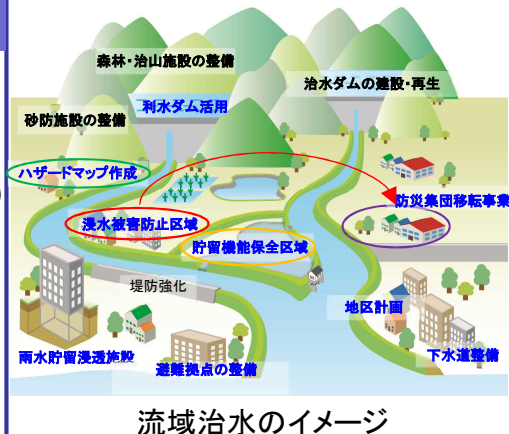 森林・治山施設の整備
治水ダムの建設・再生
利水ダム活用
砂防施設の整備
ハザードマップ作成
防災集団移転事業
浸水被害防止区域
貯留機能保全区域
堤防強化
地区計画
雨水貯留浸透施設
避難拠点の整備
下水道整備
流域治水のイメージ